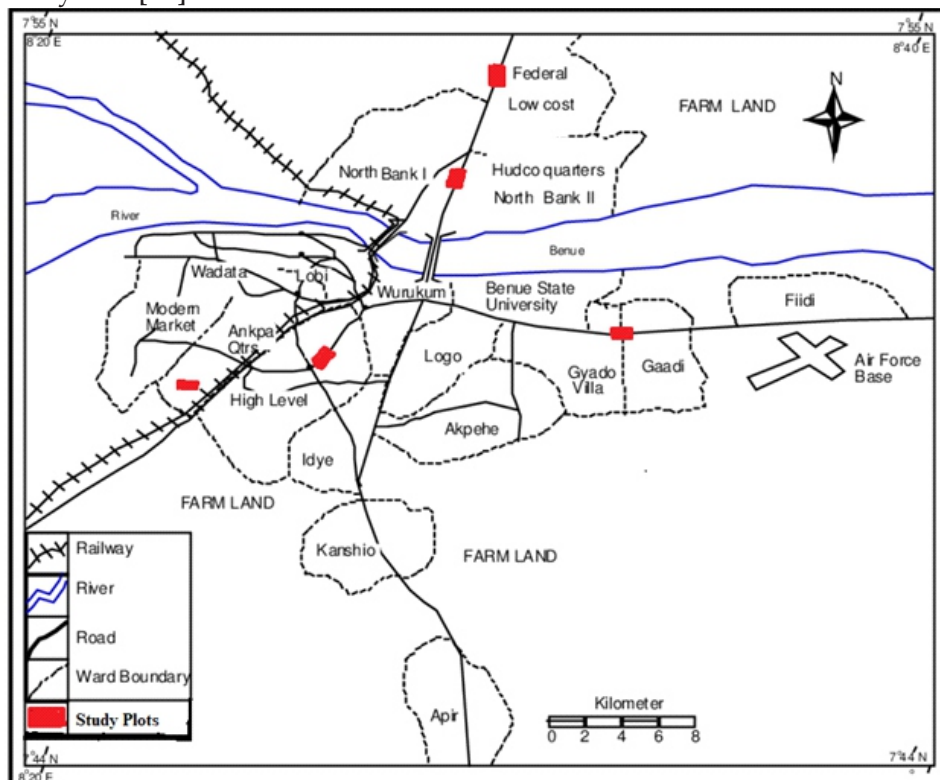 7°55 N
8°20 E
7°55 N
8°40 E
N
Federal
Low cost
FARM LAND
North Bank I
Hudco quarters
North Bank II
River
Benue
Wadata
Lobi
Wurukum
Benue State
University
Fiidi
Modern
Market
Ankpa
Qtrs
Logo
Gyado
Villa
Gaadi
Air Force
Base
High Level
Akpehe
Idye
FARM LAND
Kanshio
FARM LAND
Railway
River
Road
Ward Boundary
Study Plots
Apir
Kilometer
0 2 4 6 8
7°44 N
8°20 E
7°44 N